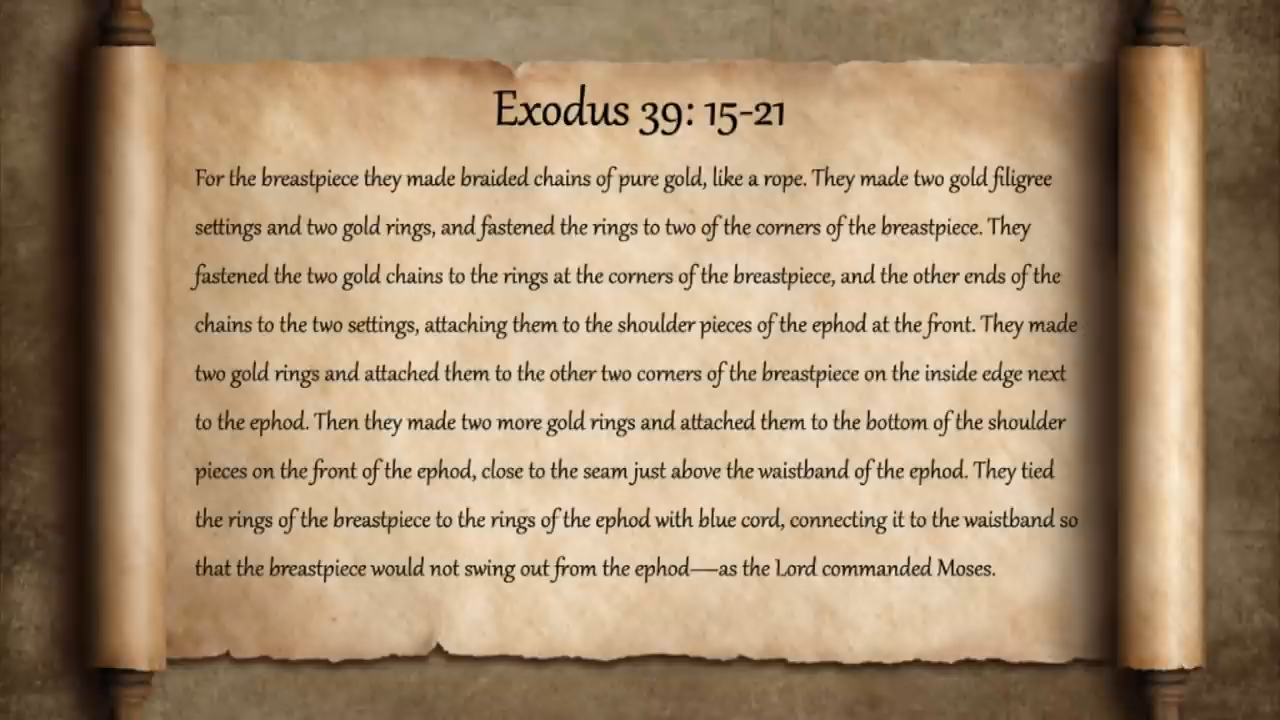 Exodus 39: 15-21
For the breastpiece they made braided chains of pure gold, like a rope. They made two gold filigree
settings and two gold rings, and fastened the rings to two of the corners of the breastpiece. They
fastened the two gold chains to the rings at the corners of the breastpiece, and the other ends of the
chains to the two settings, attaching them to the shoulder pieces of the ephod at the front. They made
two gold rings and attached them to the other two corners of the breastpiece on the inside edge next
to the ephod. Then they made two more gold rings and attached them to the bottom of the shoulder
pieces on the front of the ephod, close to the seam just above the waistband of the ephod. They tied
the rings of the breastpiece to the rings of the ephod with blue cord, connecting it to the waistband so
that the breastpiece would not swing out from the ephod—as the Lord commanded Moses.